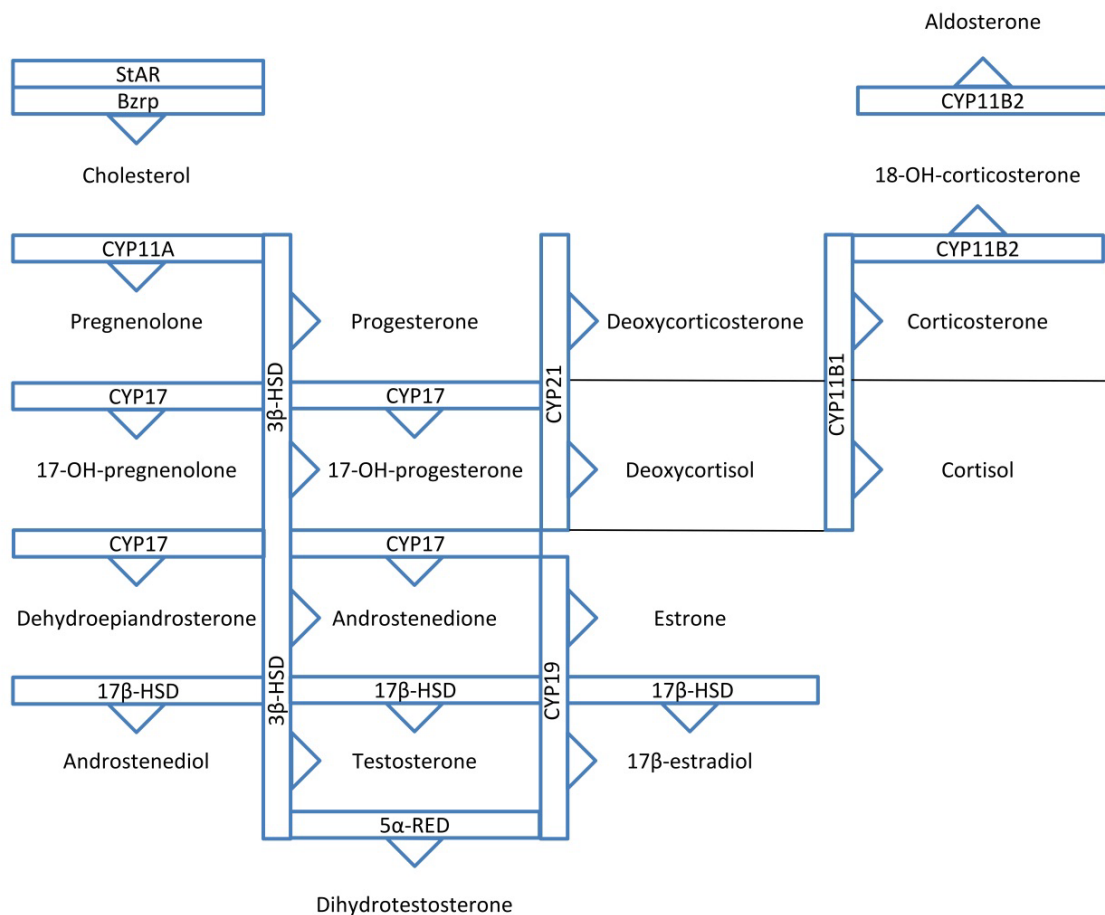 Aldosterone
StAR
Bzrp
CYP11B2
Cholesterol
18-OH-corticosterone
CYP11A
CYP11B2
Pregnenolone
Progesterone
Deoxycorticosterone
Corticosterone
3β-HSD
CYP21
CYP11B1
CYP17
CYP17
17-OH-pregnenolone
17-OH-progesterone
Deoxycortisol
Cortisol
CYP17
CYP17
Dehydroepiandrosterone
Androstenedione
Estrone
3β-HSD
CYP19
17β-HSD
17β-HSD
17β-HSD
Androstenediol
Testosterone
17β-estradiol
5α-RED
Dihydrotestosterone